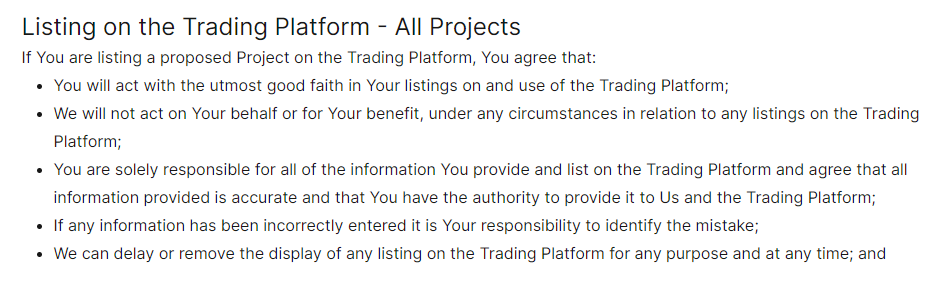 Listing on the Trading Platform - All Projects
If You are listing a proposed Project on the Trading Platform, You agree that:
• You will act with the utmost good faith in Your listings on and use of the Trading Platform;
• We will not act on Your behalf or for Your benefit, under any circumstances in relation to any listings on the Trading
Platform;
• You are solely responsible for all of the information You provide and list on the Trading Platform and agree that all
information provided is accurate and that You have the authority to provide it to Us and the Trading Platform;
• If any information has been incorrectly entered it is Your responsibility to identify the mistake;
• We can delay or remove the display of any listing on the Trading Platform for any purpose and at any time; and